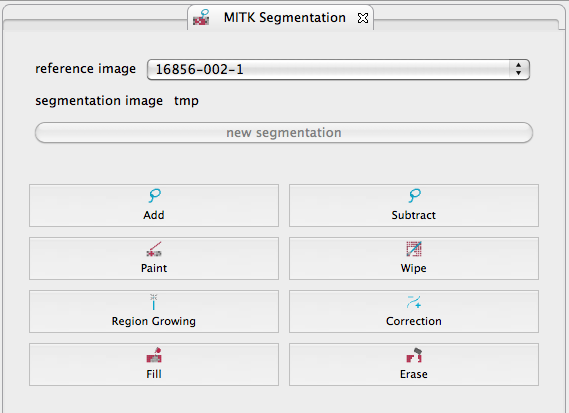 MITK Segmentation
reference image 16856-002-1
segmentation image tmp
new segmentation
Add Subtract
Paint Wipe
Region Growing Correction
Fill Erase